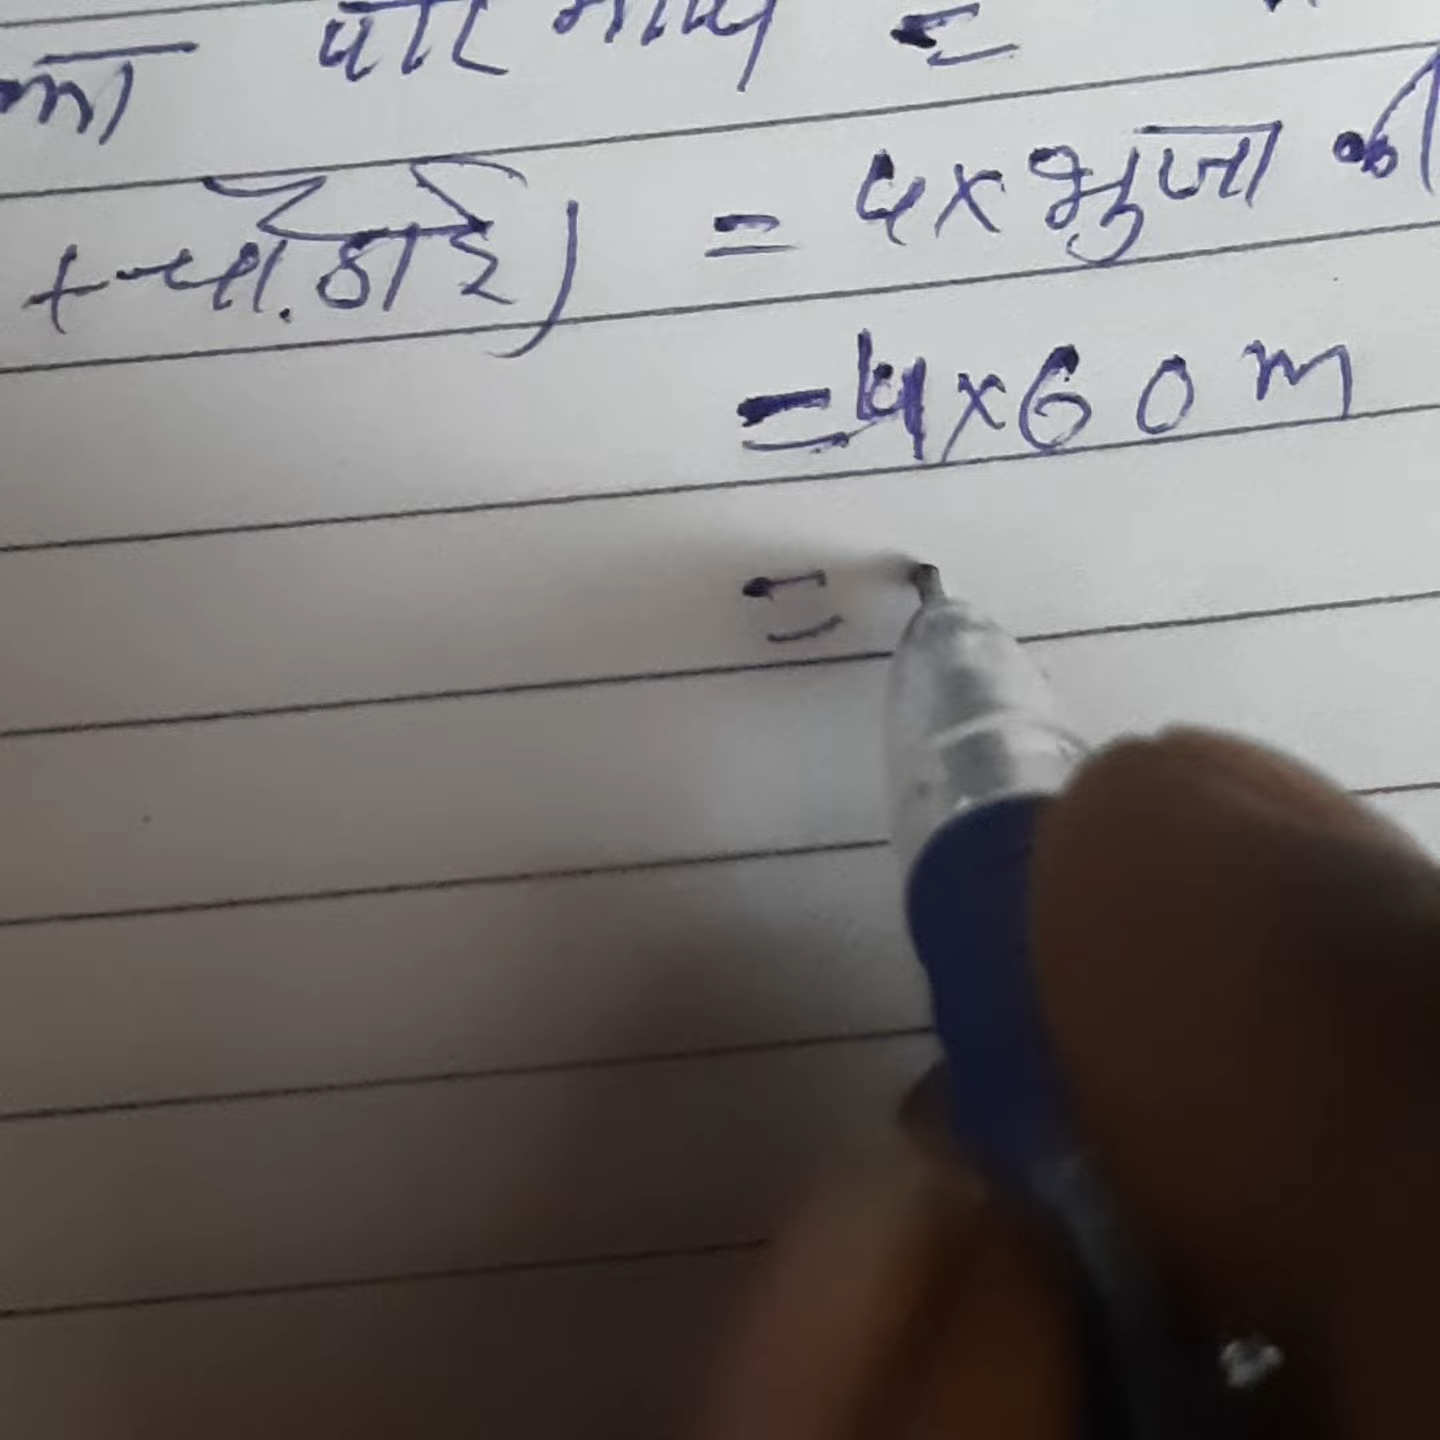 का परिमाप =
+चौड़ाई) = 4×भुजा की
=4×60 m
=